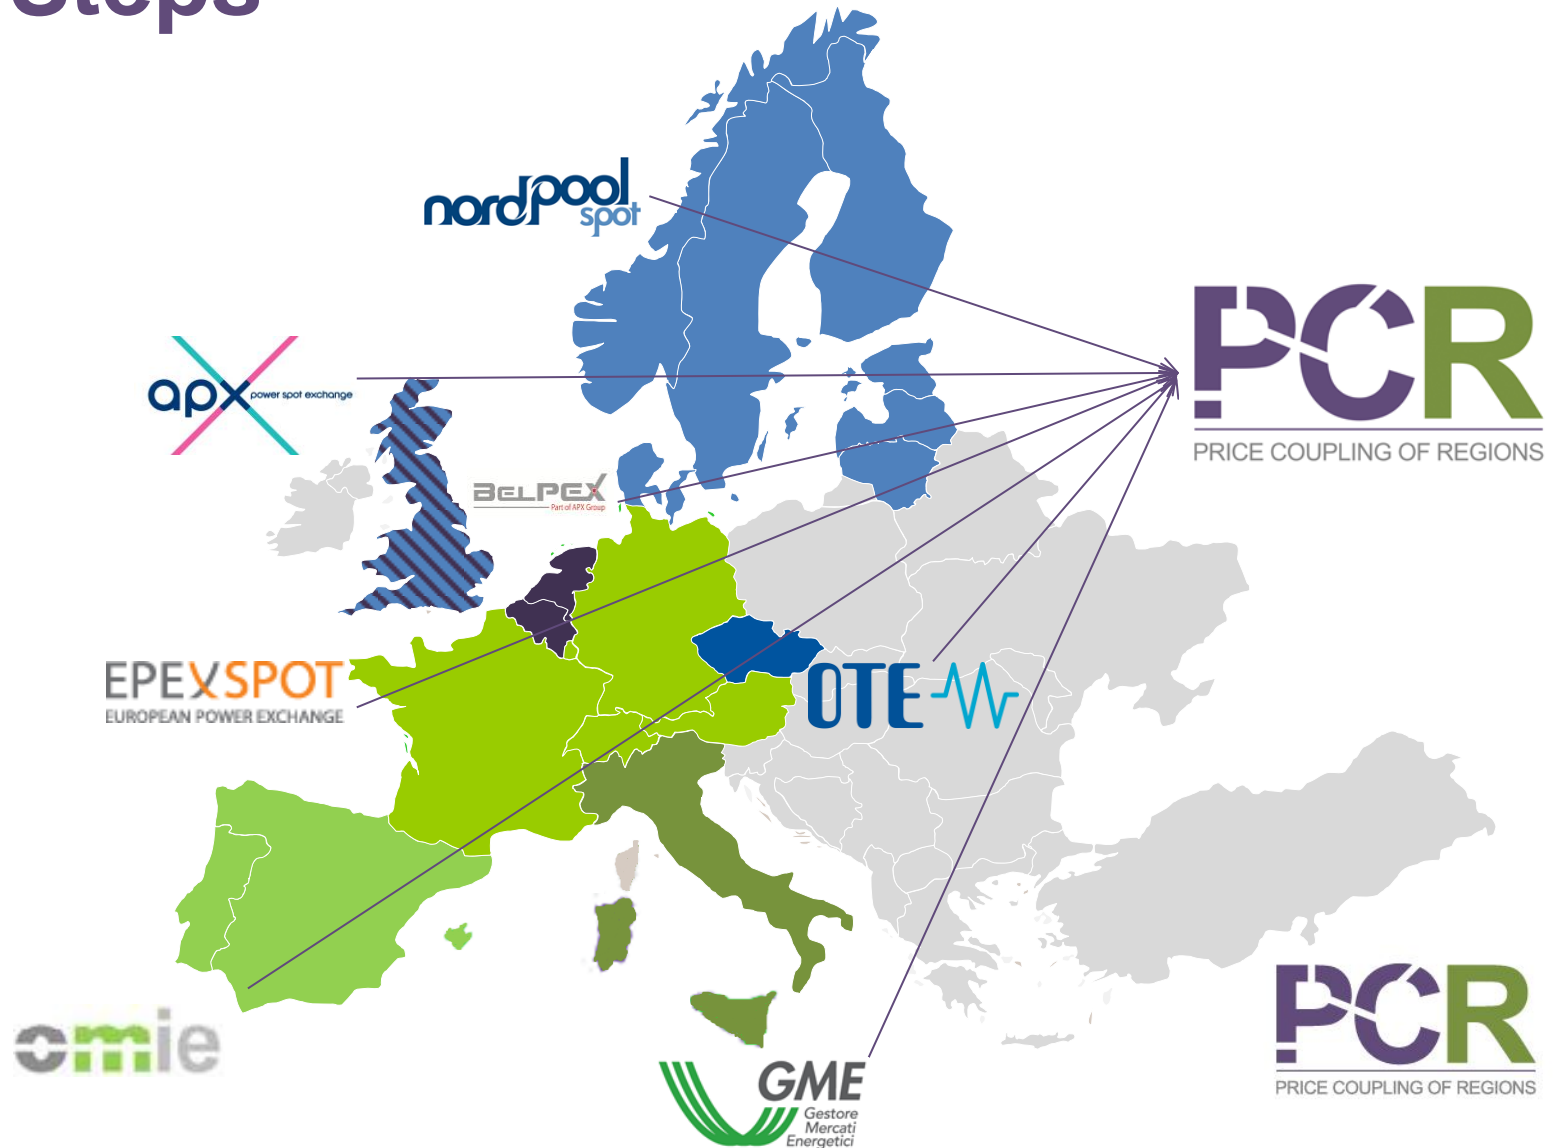 Steps
nordpool
spot
apx power spot exchange
BELPEX
Part of APX Group
PCR
PRICE COUPLING OF REGIONS
EPEXSPOT
EUROPEAN POWER EXCHANGE
OTE
omie
GME
Gestore
Mercati
Energetici
PCR
PRICE COUPLING OF REGIONS